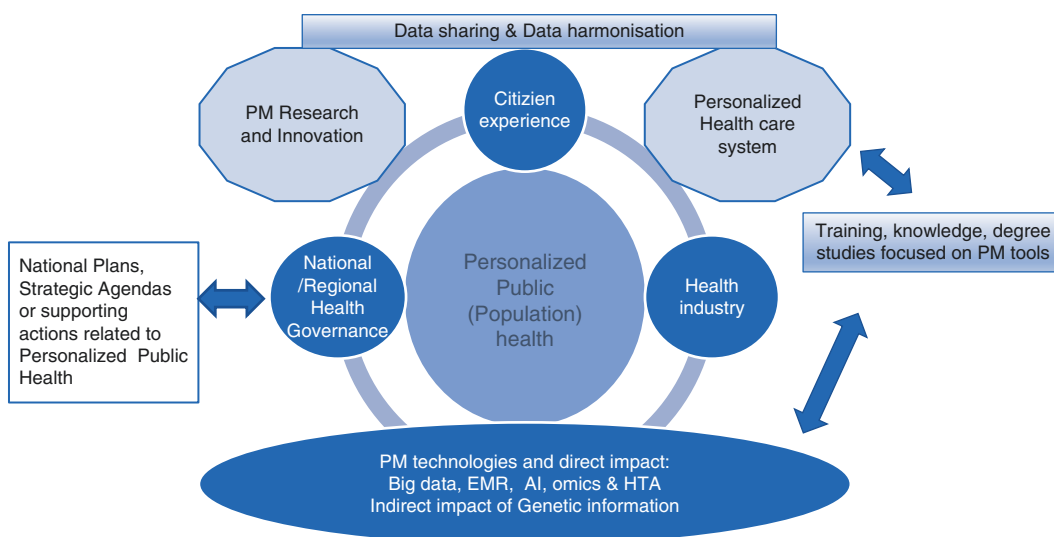 Data sharing & Data harmonisation
PM Research
and Innovation
Citizien
experience
Personalized
Health care
system
Training, knowledge, degree
studies focused on PM tools
National Plans,
Strategic Agendas
or supporting
actions related to
Personalized Public
Health
National
/Regional
Health
Governance
Personalized
Public
(Population)
health
Health
industry
PM technologies and direct impact:
Big data, EMR, AI, omics & HTA
Indirect impact of Genetic information